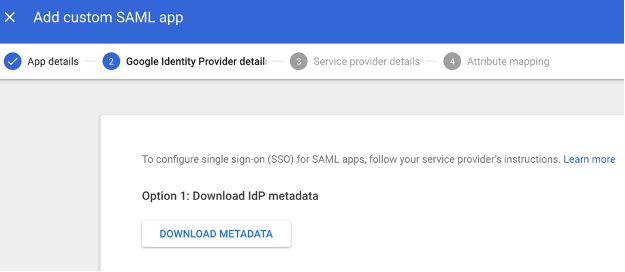 Add custom SAML app
App details
2 Google Identity Provider detail
3 Service provider details
4 Attribute mapping
To configure single sign-on (SSO) for SAML apps, follow your service provider's instructions. Learn more
Option 1: Download IdP metadata
DOWNLOAD METADATA